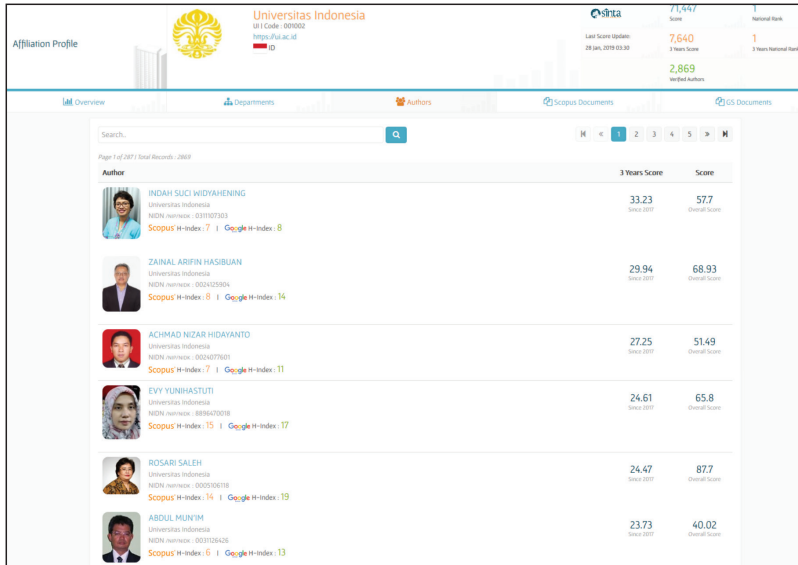 Affiliation Profile
Universitas Indonesia
UI | Code : 001002
https://ui.ac.id
ID
sinta
Last Score Update:
28 Jan, 2019 03:30
71,447
Score
1
National Rank
7,640
3 Years Score
1
3 Years National Rank
2,869
Verified Authors
Overview
Departments
Authors
Scopus Documents
GS Documents
Search..
1 2 3 4 5
Page 1 of 287 | Total Records : 2869
Author 3 Years Score Score
INDAH SUCI WIDYAHENING
Universitas Indonesia
NIDN /NIP/NIDK : 0311107303
Scopus H-Index : 7 | Google H-Index : 8
33.23 57.7
Since 2017 Overall Score
ZAINAL ARIFIN HASIBUAN
Universitas Indonesia
NIDN /NIP/NIDK : 0024125904
Scopus H-Index : 8 | Google H-Index : 14
29.94 68.93
Since 2017 Overall Score
ACHMAD NIZAR HIDAYANTO
Universitas Indonesia
NIDN /NIP/NIDK : 0024077601
Scopus H-Index : 7 | Google H-Index : 11
27.25 51.49
Since 2017 Overall Score
EVY YUNIHASTUTI
Universitas Indonesia
NIDN /NIP/NIDK : 8896470018
Scopus H-Index : 15 | Google H-Index : 17
24.61 65.8
Since 2017 Overall Score
ROSARI SALEH
Universitas Indonesia
NIDN /NIP/NIDK : 0005106118
Scopus H-Index : 14 | Google H-Index : 19
24.47 87.7
Since 2017 Overall Score
ABDUL MUN'IM
Universitas Indonesia
NIDN /NIP/NIDK : 0031126426
Scopus H-Index : 6 | Google H-Index : 13
23.73 40.02
Since 2017 Overall Score